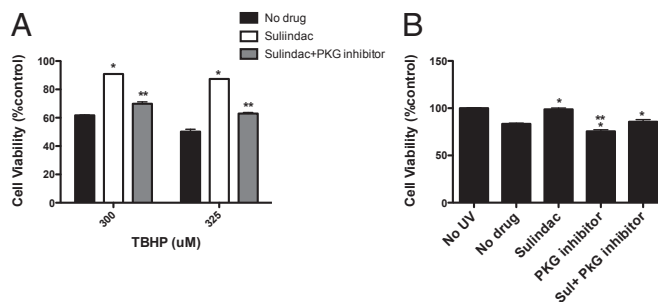 A
No drug
Suliindac
Sulindac+PKG inhibitor
Cell Viability (%control)
100
80
60
40
20
0
*
**
*
**
300
325
TBHP (uM)
B
Cell Viability (%control)
150
100
50
0
*
**
*
*
No UV
No drug
Sulindac
PKG inhibitor
Sul+ PkG inhibitor